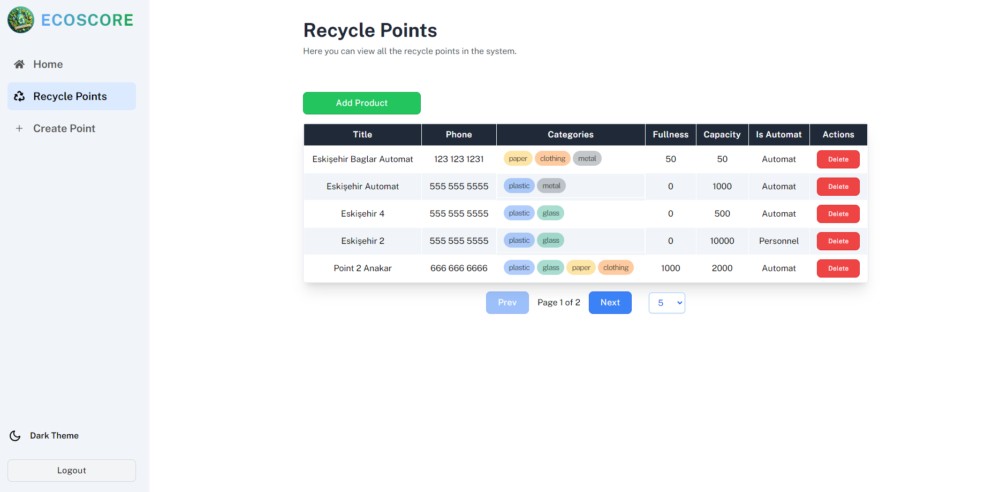 ECOSCORE
Home
Recycle Points
Create Point
Dark Theme
Logout
Recycle Points
Here you can view all the recycle points in the system.
Add Product
Title Phone Categories Fullness Capacity Is Automat Actions
Eskişehir Baglar Automat 123 123 1231 paper clothing metal 50 50 Automat Delete
Eskişehir Automat 555 555 5555 plastic metal 0 1000 Automat Delete
Eskişehir 4 555 555 5555 plastic glass 0 500 Automat Delete
Eskişehir 2 555 555 5555 plastic glass 0 10000 Personnel Delete
Point 2 Anakar 666 666 6666 plastic glass paper clothing 1000 2000 Automat Delete
Prev Page 1 of 2 Next 5